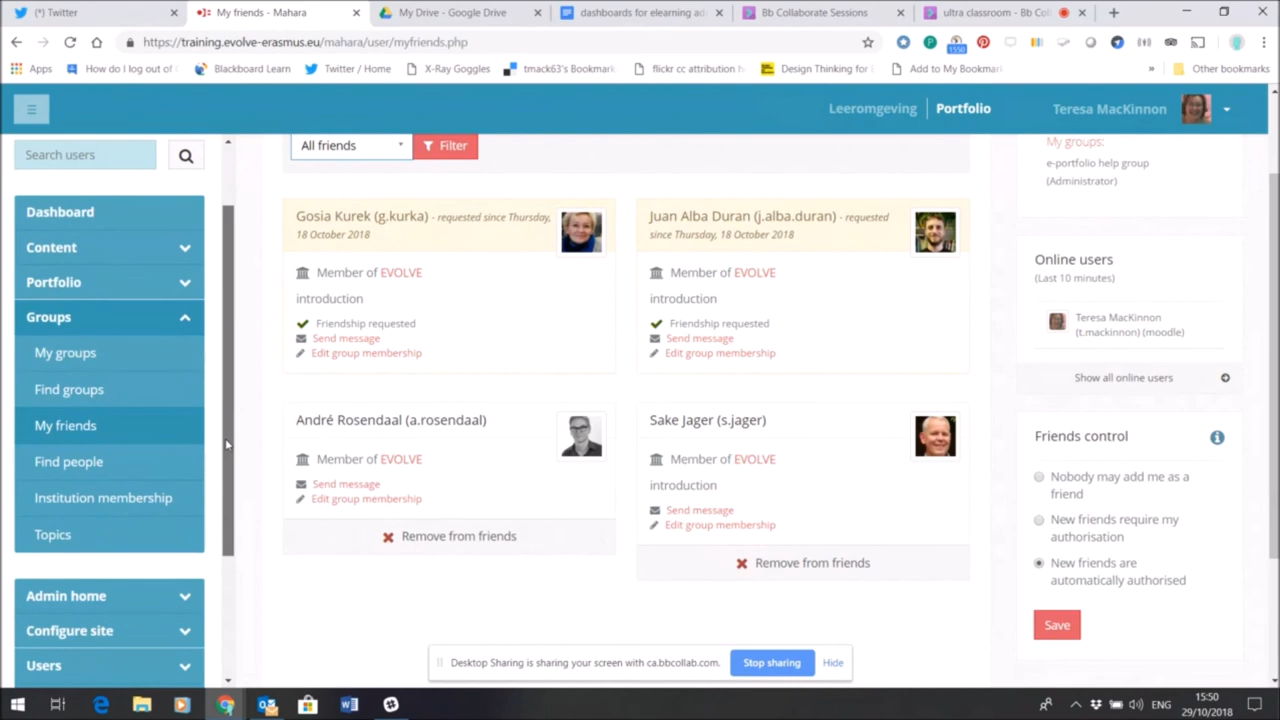 (*) Twitter
My friends - Mahara
My Drive - Google Drive
dashboards for elearning ad
Bb Collaborate Sessions
ultra classroom - Bb Col
https://training.evolve-erasmus.eu/mahara/user/myfriends.php
1550
Apps
How do I log out of
Blackboard Learn
Twitter / Home
X-Ray Goggles
tmack63's Bookmark
flickr cc attribution
Design Thinking for
Add to My Bookmar
»
Other bookmarks
Leeromgeving
Portfolio
Teresa MacKinnon
Search users
Dashboard
Content
Portfolio
Groups
My groups
Find groups
My friends
Find people
Institution membership
Topics
Admin home
Configure site
Users
All friends
Filter
Gosia Kurek (g.kurka) - requested since Thursday,
18 October 2018
Member of EVOLVE
introduction
Friendship requested
Send message
Edit group membership
Juan Alba Duran (j.alba.duran) - requested
since Thursday, 18 October 2018
Member of EVOLVE
introduction
Friendship requested
Send message
Edit group membership
André Rosendaal (a.rosendaal)
Member of EVOLVE
Send message
Edit group membership
Remove from friends
Sake Jager (s.jager)
Member of EVOLVE
introduction
Send message
Edit group membership
Remove from friends
My groups:
e-portfolio help group
(Administrator)
Online users
(Last 10 minutes)
Teresa MacKinnon
(t.mackinnon) (moodle)
Show all online users
Friends control
Nobody may add me as a
friend
New friends require my
authorisation
New friends are
automatically authorised
Save
Desktop Sharing is sharing your screen with ca.bbcollab.com.
Stop sharing
Hide
ENG
15:50
29/10/2018